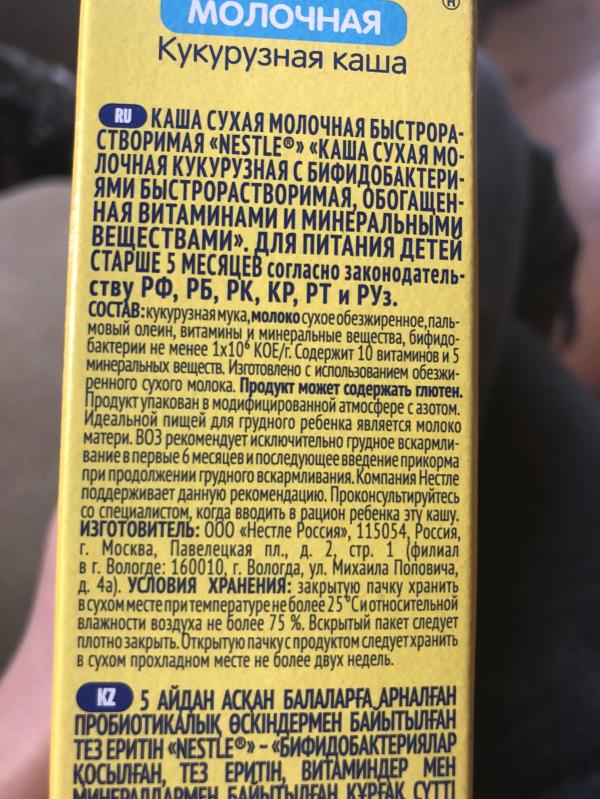 МОЛОЧНАЯ
®
Кукурузная каша
RU КАША СУХАЯ МОЛОЧНАЯ БЫСТРОРА-
СТВОРИМАЯ «NESTLE®» «КАША СУХАЯ МО-
ЛОЧНАЯ КУКУРУЗНАЯ С БИФИДОБАКТЕРИ-
ЯМИ БЫСТРОРАСТВОРИМАЯ, ОБОГАЩЕН-
НАЯ ВИТАМИНАМИ И МИНЕРАЛЬНЫМИ
ВЕЩЕСТВАМИ». ДЛЯ ПИТАНИЯ ДЕТЕЙ
СТАРШЕ 5 МЕСЯЦЕВ согласно законодатель-
ству РФ, РБ, РК, КР, РТ и РУз.
СОСТАВ: кукурузная мука, молоко сухое обезжиренное, паль-
мовый олеин, витамины и минеральные вещества, бифидо-
бактерии не менее 1x10⁶ КОЕ/г. Содержит 10 витаминов и 5
минеральных веществ. Изготовлено с использованием обезжи-
ренного сухого молока. Продукт может содержать глютен.
Продукт упакован в модифицированной атмосфере с азотом.
Идеальной пищей для грудного ребенка является молоко
матери. ВОЗ рекомендует исключительно грудное вскармли-
вание в первые 6 месяцев и последующее введение прикорма
при продолжении грудного вскармливания. Компания Нестле
поддерживает данную рекомендацию. Проконсультируйтесь
со специалистом, когда вводить в рацион ребенка эту кашу.
ИЗГОТОВИТЕЛЬ: ООО «Нестле Россия», 115054, Россия,
г. Москва, Павелецкая пл., д. 2, стр. 1 (филиал
в г. Вологде: 160010, г. Вологда, ул. Михаила Поповича,
д. 4а). УСЛОВИЯ ХРАНЕНИЯ: закрытую пачку хранить
в сухом месте при температуре не более 25°С и относительной
влажности воздуха не более 75 %. Вскрытый пакет следует
плотно закрыть. Открытую пачку с продуктом следует хранить
в сухом прохладном месте не более двух недель.
KZ 5 АЙДАН АСҚАН БАЛАЛАРҒА АРНАЛҒАН
ПРОБИОТИКАЛЫҚ ӨСКІНДЕРМЕН БАЙЫТЫЛҒАН
ТЕЗ ЕРИТІН «NESTLE®» – «БИФИДОБАКТЕРИЯЛАР
ҚОСЫЛҒАН, ТЕЗ ЕРИТІН, ВИТАМИНДЕР МЕН
МИНЕРАЛДАРМЕН БАЙЫТЫЛҒАН ҚҰРҒАҚ СҮТТІ